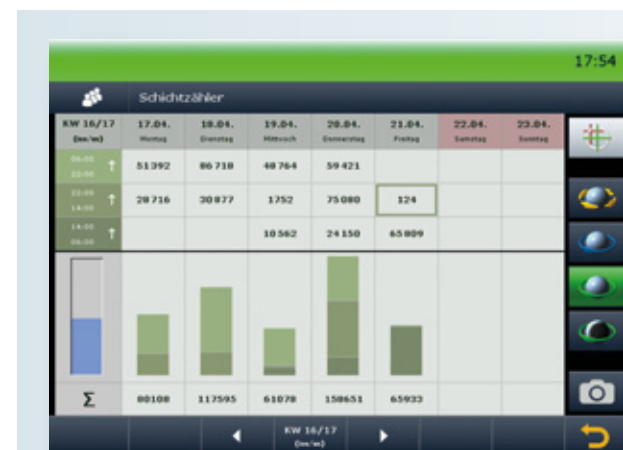 17:54
Schichtzähler
KW 16/17 17.04. 18.04. 19.04. 20.04. 21.04. 22.04. 23.04.
(inn/aus) Montag Dienstag Mittwoch Donnerstag Freitag Samstag Sonntag
06:00 51392 86718 48764 59421
22:00
22:00 28716 30877 1752 75080 124
14:00
14:00 10562 24150 65809
06:00
Σ 80108 117595 61078 158651 65933
KW 16/17